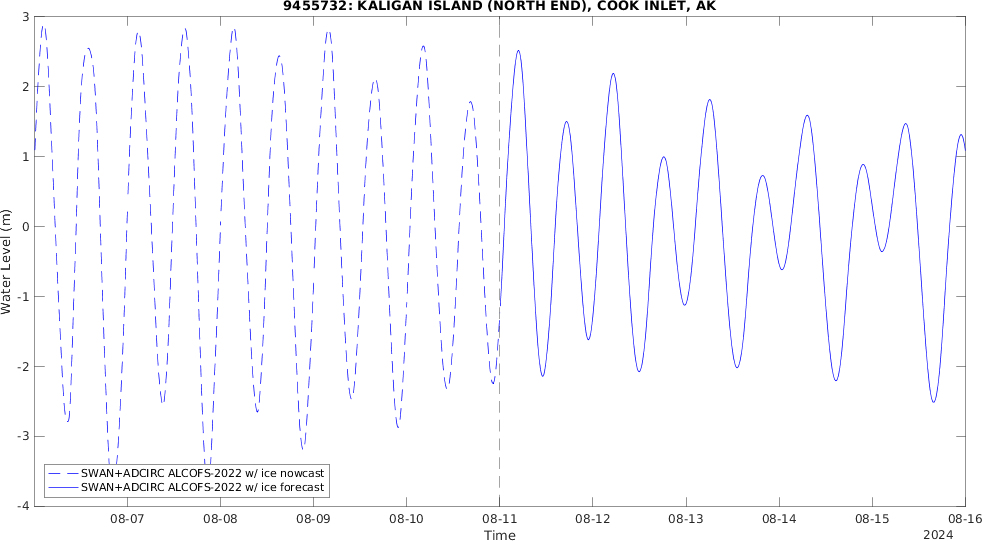 9455732: KALIGAN ISLAND (NORTH END), COOK INLET, AK
3
2
1
0
-1
-2
-3
-4
Water Level (m)
SWAN+ADCIRC ALCOFS-2022 w/ ice nowcast
SWAN+ADCIRC ALCOFS-2022 w/ ice forecast
08-07 08-08 08-09 08-10 08-11 08-12 08-13 08-14 08-15 08-16
Time
2024